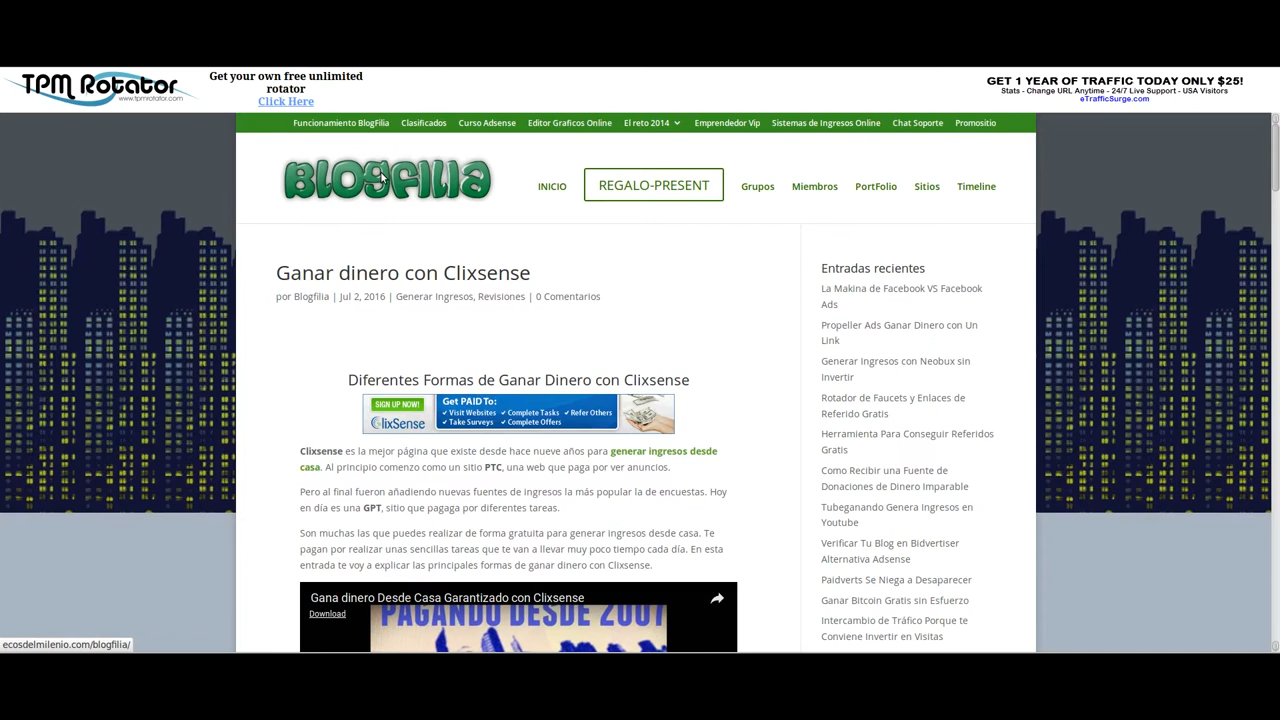 TPM Rotator
www.tpmrotator.com
Get your own free unlimited
rotator
Click Here
GET 1 YEAR OF TRAFFIC TODAY ONLY $25!
Stats - Change URL Anytime - 24/7 Live Support - USA Visitors
eTrafficSurge.com
Funcionamiento BlogFilia Clasificados Curso Adsense Editor Graficos Online El reto 2014 Emprendedor Vip Sistemas de Ingresos Online Chat Soporte Promositio
Blogfilia
INICIO REGALO-PRESENT Grupos Miembros PortFolio Sitios Timeline
Ganar dinero con Clixsense
por Blogfilia | Jul 2, 2016 | Generar Ingresos, Revisiones | 0 Comentarios
Diferentes Formas de Ganar Dinero con Clixsense
SIGN UP NOW!
ClixSense
Get PAID To:
✓ Visit Websites ✓ Complete Tasks ✓ Refer Others
✓ Take Surveys ✓ Complete Offers
Clixsense es la mejor página que existe desde hace nueve años para generar ingresos desde
casa. Al principio comenzo como un sitio PTC, una web que paga por ver anuncios.
Pero al final fueron añadiendo nuevas fuentes de ingresos la más popular la de encuestas. Hoy
en día es una GPT, sitio que pagaga por diferentes tareas.
Son muchas las que puedes realizar de forma gratuita para generar ingresos desde casa. Te
pagan por realizar unas sencillas tareas que te van a llevar muy poco tiempo cada día. En esta
entrada te voy a explicar las principales formas de ganar dinero con Clixsense.
Gana dinero Desde Casa Garantizado con Clixsense
Download
PAGANDO DESDE 2007
Entradas recientes
La Makina de Facebook VS Facebook
Ads
Propeller Ads Ganar DInero con Un
Link
Generar Ingresos con Neobux sin
Invertir
Rotador de Faucets y Enlaces de
Referido Gratis
Herramienta Para Conseguir Referidos
Gratis
Como Recibir una Fuente de
Donaciones de Dinero Imparable
Tubeganando Genera Ingresos en
Youtube
Verificar Tu Blog en Bidvertiser
Alternativa Adsense
Paidverts Se Niega a Desaparecer
Ganar Bitcoin Gratis sin Esfuerzo
Intercambio de Tráfico Porque te
Conviene Invertir en Visitas
ecosdelmilenio.com/blogfilia/